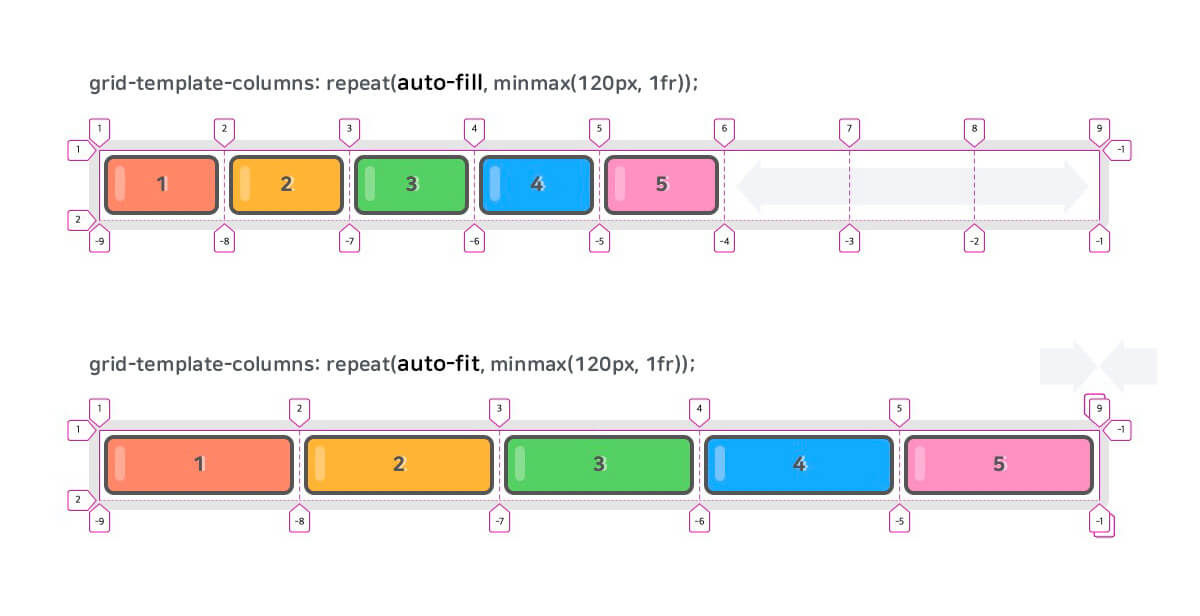 grid-template-columns: repeat(auto-fill, minmax(120px, 1fr));
1 2 3 4 5 6 7 8 9
1 -1
1 2 3 4 5
2
-9 -8 -7 -6 -5 -4 -3 -2 -1
grid-template-columns: repeat(auto-fit, minmax(120px, 1fr));
1 2 3 4 5 9
1 -1
1 2 3 4 5
2
-9 -8 -7 -6 -5 -1